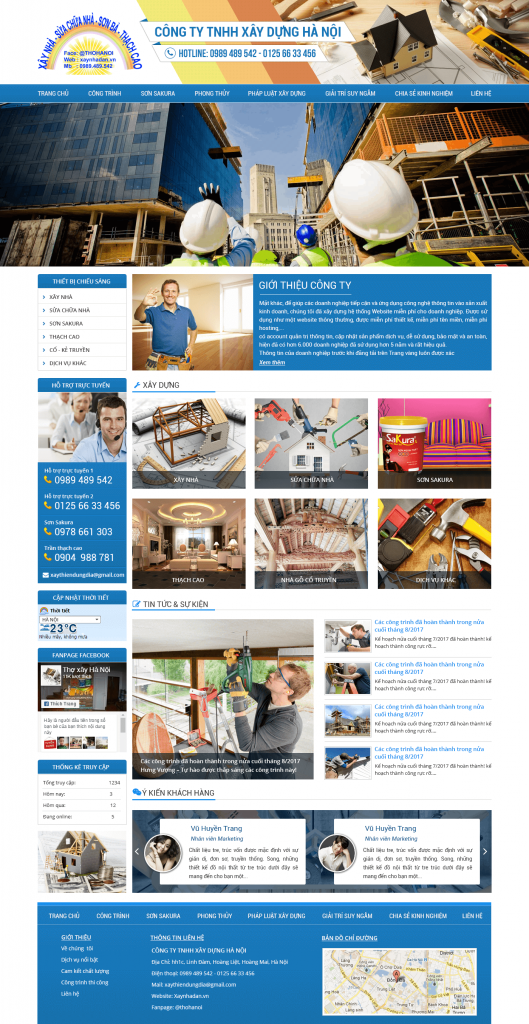 XÂY NHÀ - SỬA CHỮA NHÀ - SƠN BẢ - THẠCH CAO
Face: @THOHANOI
Web : xaynhadan.vn
Mb : 0989.489.542
CÔNG TY TNHH XÂY DỰNG HÀ NỘI
HOTLINE: 0989 489 542 - 0125 66 33 456
TRANG CHỦ CÔNG TRÌNH SƠN SAKURA PHONG THỦY PHÁP LUẬT XÂY DỰNG GIẢI TRÍ SUY NGẪM CHIA SẺ KINH NGHIỆM LIÊN HỆ
THIẾT BỊ CHIẾU SÁNG
XÂY NHÀ
SỬA CHỮA NHÀ
SƠN SAKURA
THẠCH CAO
CỔ - KẺ TRUYỀN
DỊCH VỤ KHÁC
GIỚI THIỆU CÔNG TY
Mặt khác, để giúp các doanh nghiệp tiếp cận và ứng dụng công nghệ thông tin vào sản xuất
kinh doanh, chúng tôi đã xây dựng hệ thống Website miễn phí cho doanh nghiệp. Được sử
dụng như một website thông thường, được miễn phí thiết kế, miễn phí tên miền, miễn phí
hosting,...
có account quản trị thông tin, cập nhật sản phẩm dịch vụ, dễ sử dụng, bảo mật và an toàn,
hiện đã có hơn 6.000 doanh nghiệp đã sử dụng hơn 5 năm và rất hiệu quả.
Thông tin của doanh nghiệp trước khi đăng tải trên Trang vàng luôn được xác
Xem thêm
HỖ TRỢ TRỰC TUYẾN
Hỗ trợ trực tuyến 1
0989 489 542
Hỗ trợ trực tuyến 2
0125 66 33 456
Sơn Sakura
0978 661 303
Trần thạch cao
0904 988 781
xaythiendungdia@gmail.com
XÂY DỰNG
XÂY NHÀ
SỬA CHỮA NHÀ
SaKura
SƠN SAKURA
THẠCH CAO
NHÀ GỖ CỔ TRUYỀN
DỊCH VỤ KHÁC
CẬP NHẬT THỜI TIẾT
Thời tiết
HÀ NỘI
23°C
Nhiều mây, không mưa
FANPAGE FACEBOOK
Thợ xây Hà Nội
Thích Trang
Hãy là người đầu tiên trong số
bạn bè của bạn thích nội dung
này
THỐNG KÊ TRUY CẬP
Tổng truy cập: 1234
Hôm nay: 3
Hôm qua: 12
Đang online: 5
TIN TỨC & SỰ KIỆN
Các công trình đã hoàn thành trong nửa cuối tháng 8/2017
Hưng Vượng – Tự hào được thắp sáng các công trình này!
Các công trình đã hoàn thành trong nửa
cuối tháng 8/2017
Kế hoạch nửa cuối tháng 7/2017 đã hoàn thành! kế
hoạch thành công rực rỡ....
Các công trình đã hoàn thành trong nửa
cuối tháng 8/2017
Kế hoạch nửa cuối tháng 7/2017 đã hoàn thành! kế
hoạch thành công rực rỡ....
Các công trình đã hoàn thành trong nửa
cuối tháng 8/2017
Kế hoạch nửa cuối tháng 7/2017 đã hoàn thành! kế
hoạch thành công rực rỡ....
Các công trình đã hoàn thành trong nửa
cuối tháng 8/2017
Kế hoạch nửa cuối tháng 7/2017 đã hoàn thành! kế
hoạch thành công rực rỡ....
Ý KIẾN KHÁCH HÀNG
Vũ Huyền Trang
Nhân viên Marketing
Chất liệu tre, trúc vốn được mặc định với sự
giản dị, đơn sơ, truyền thống. Song, những
thiết kế đồ nội thất từ tre trúc dưới đây sẽ
mang đến cho bạn một...
Vũ Huyền Trang
Nhân viên Marketing
Chất liệu tre, trúc vốn được mặc định với sự
giản dị, đơn sơ, truyền thống. Song, những
thiết kế đồ nội thất từ tre trúc dưới đây sẽ
mang đến cho bạn một...
TRANG CHỦ CÔNG TRÌNH SƠN SAKURA PHONG THỦY PHÁP LUẬT XÂY DỰNG GIẢI TRÍ SUY NGẪM CHIA SẺ KINH NGHIỆM LIÊN HỆ
GIỚI THIỆU
Về chúng tôi
Dịch vụ nổi bật
Cam kết chất lượng
Công trình thi công
Liên hệ
THÔNG TIN LIÊN HỆ
CÔNG TY TNHH XÂY DỰNG HÀ NỘI
Địa Chỉ: hh1c, Linh Đàm, Hoàng Liệt, Hoàng Mai, Hà Nội
Điện thoại: 0989 489 542 - 0125 66 33 456
Mail: xaythiendungdia@gmail.com
Website: Xaynhadan.vn
Fanpage: @thohanoi
BẢN ĐỒ CHỈ ĐƯỜNG